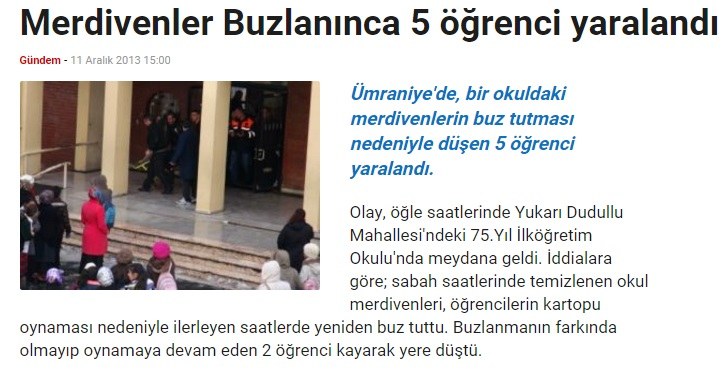 Merdivenler Buzlanınca 5 öğrenci yaralandı
Gündem - 11 Aralık 2013 15:00
Ümraniye'de, bir okuldaki
merdivenlerin buz tutması
nedeniyle düşen 5 öğrenci
yaralandı.
Olay, öğle saatlerinde Yukarı Dudullu
Mahallesi'ndeki 75.Yıl İlköğretim
Okulu'nda meydana geldi. İddialara
göre; sabah saatlerinde temizlenen okul
merdivenleri, öğrencilerin kartopu
oynaması nedeniyle ilerleyen saatlerde yeniden buz tuttu. Buzlanmanın farkında
olmayıp oynamaya devam eden 2 öğrenci kayarak yere düştü.